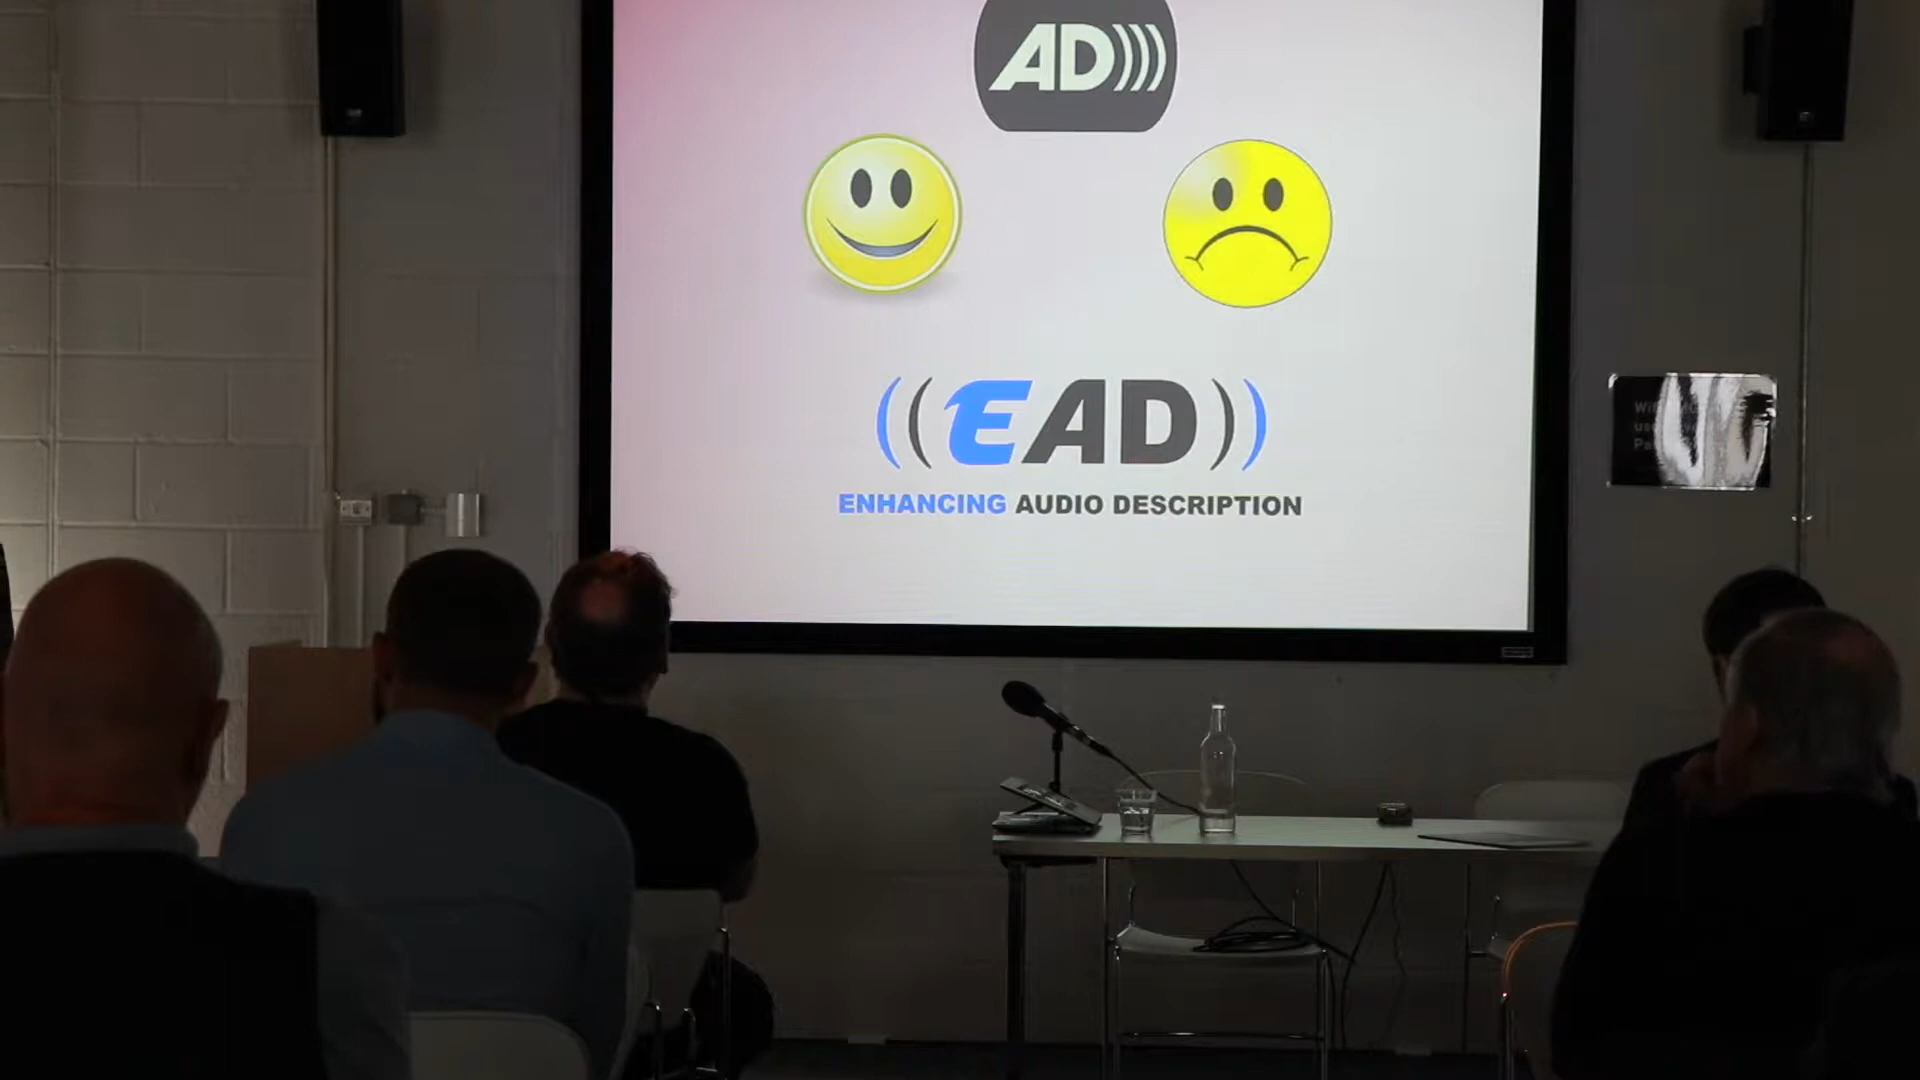 AD)))
((EAD))
ENHANCING AUDIO DESCRIPTION